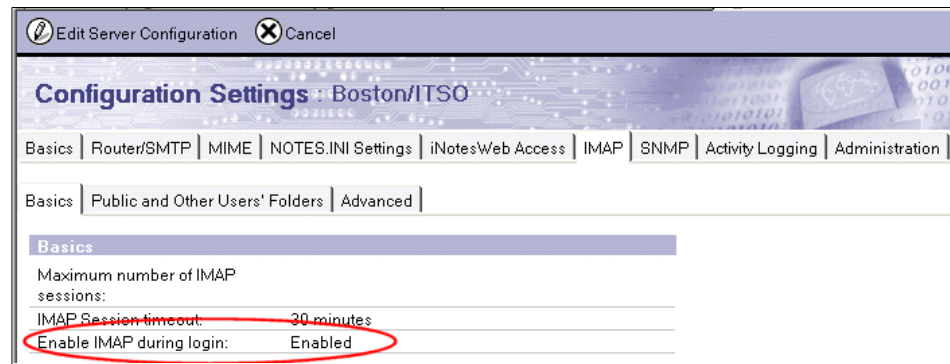 Edit Server Configuration Cancel
Configuration Settings : Boston/ITSO
Basics Router/SMTP MIME NOTES.INI Settings iNotesWeb Access IMAP SNMP Activity Logging Administration
Basics Public and Other Users' Folders Advanced
Basics
Maximum number of IMAP
sessions:
IMAP Session timeout: 30 minutes
Enable IMAP during login: Enabled